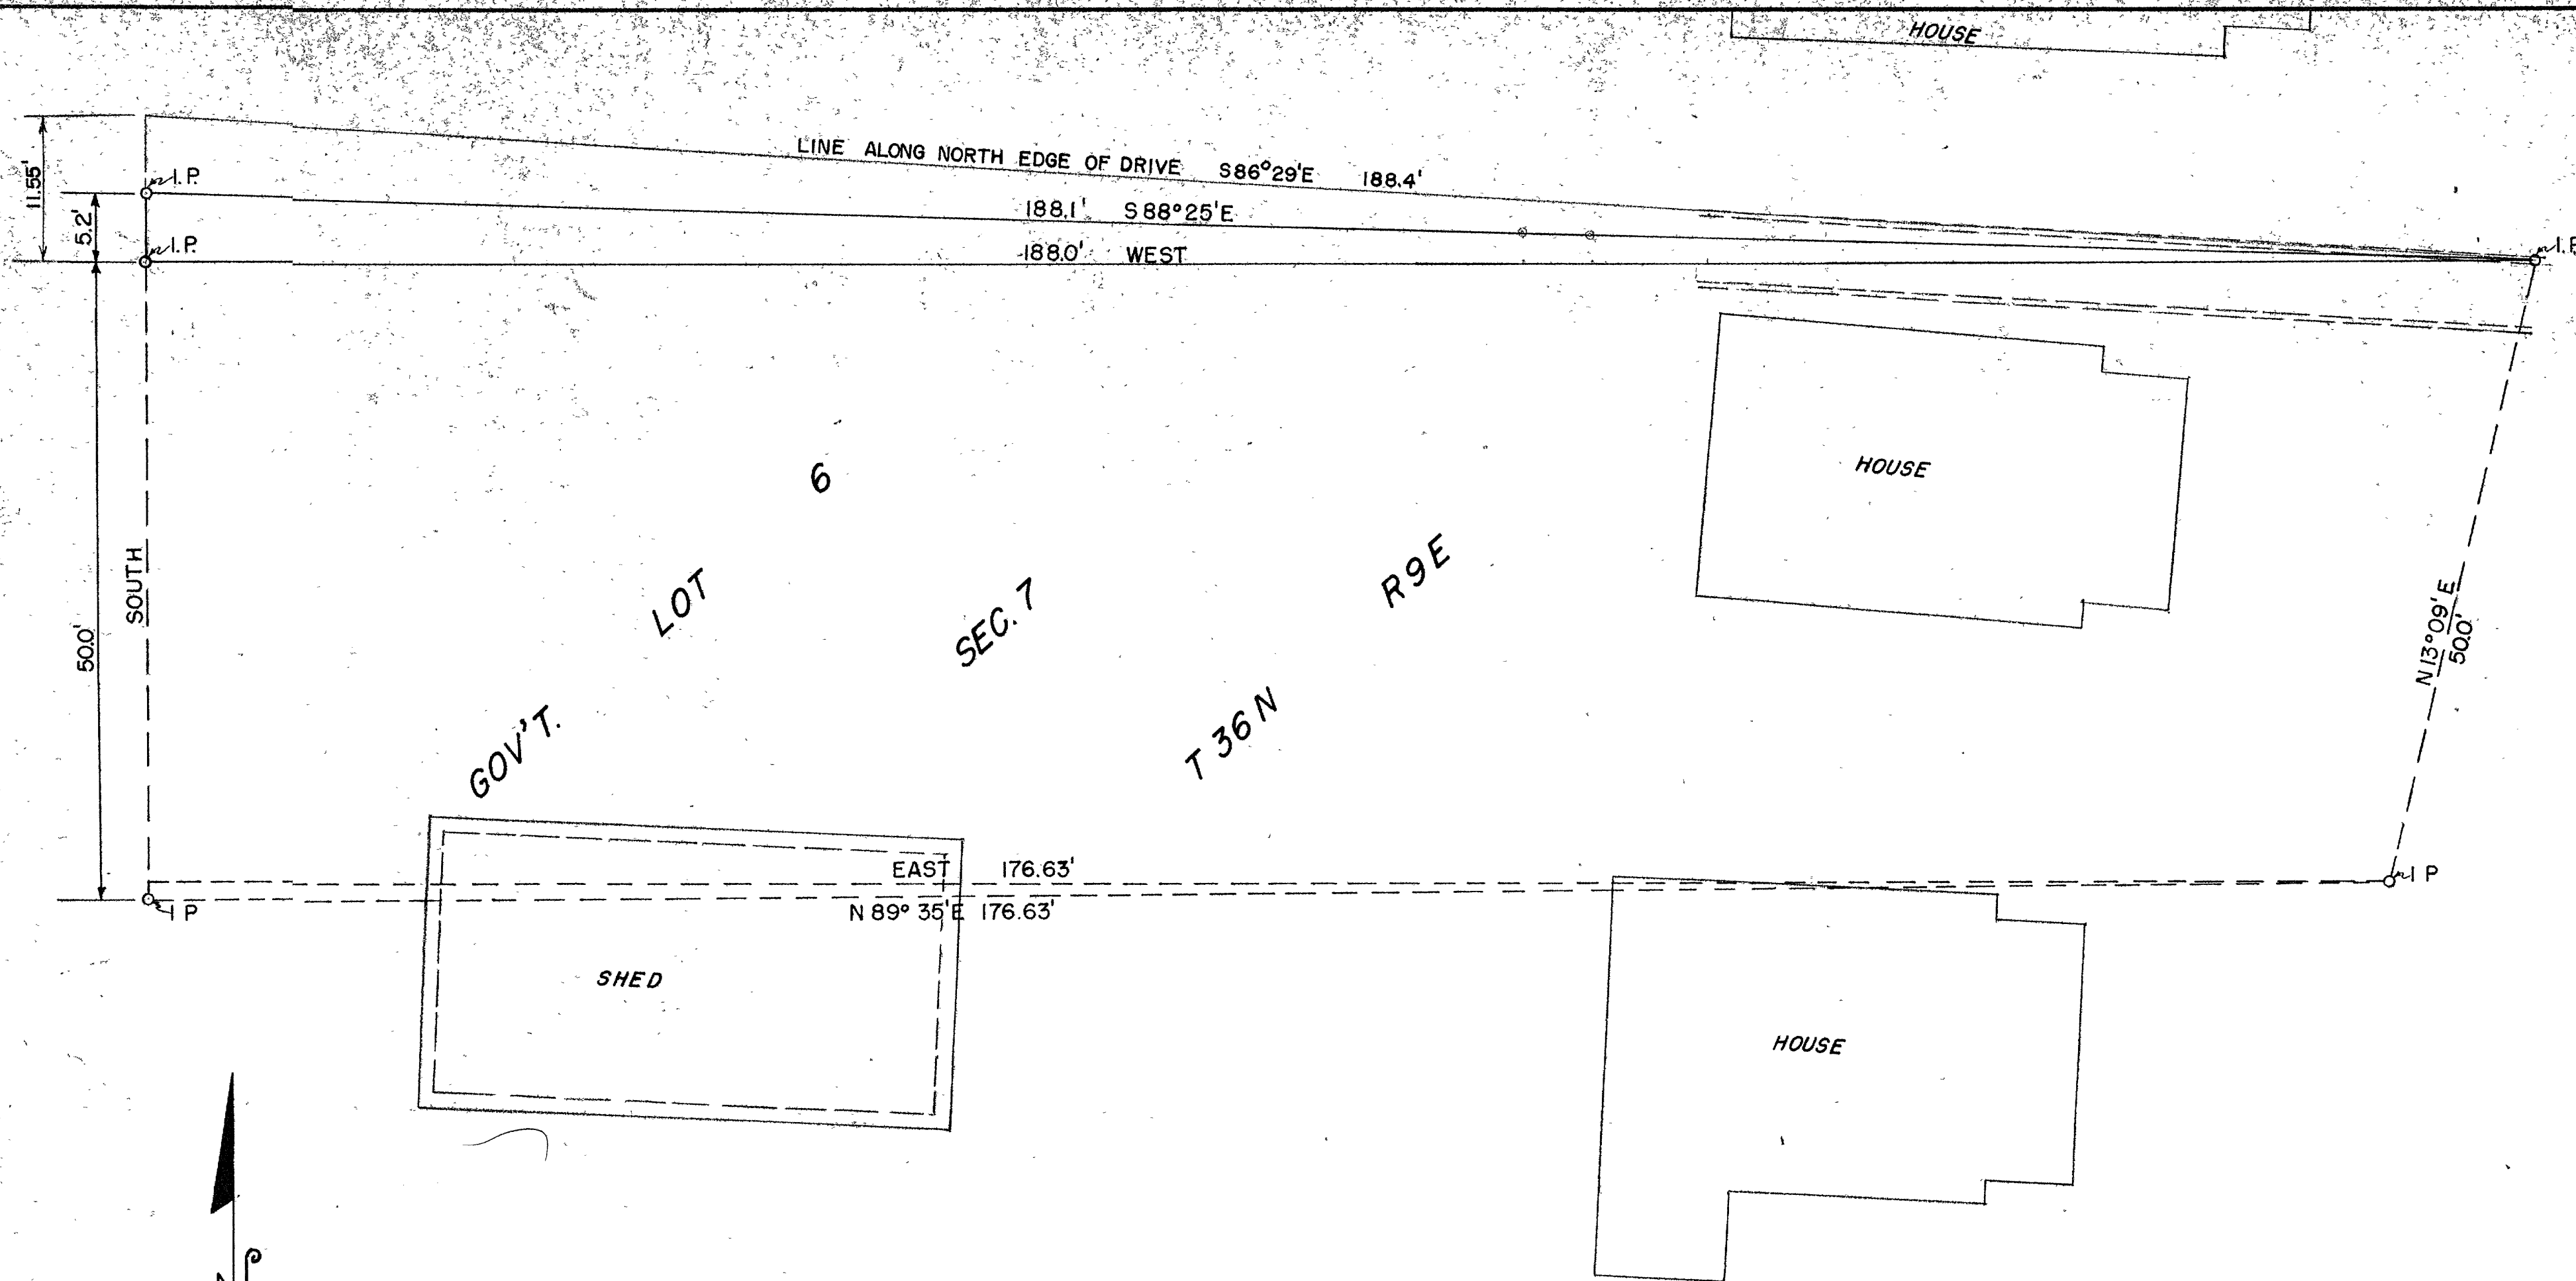 HOUSE
LINE ALONG NORTH EDGE OF DRIVE S86°29'E 188.4'
11.55'
I.P.
5.2'
188.1' S88°25'E
I.P.
188.0' WEST
6
HOUSE
R9E
SOUTH
LOT
SEC. 7
N13°09'E
50.0'
50.0'
T 36 N
GOV'T.
EAST 176.63'
I P
I P
N 89° 35'E 176.63'
SHED
HOUSE